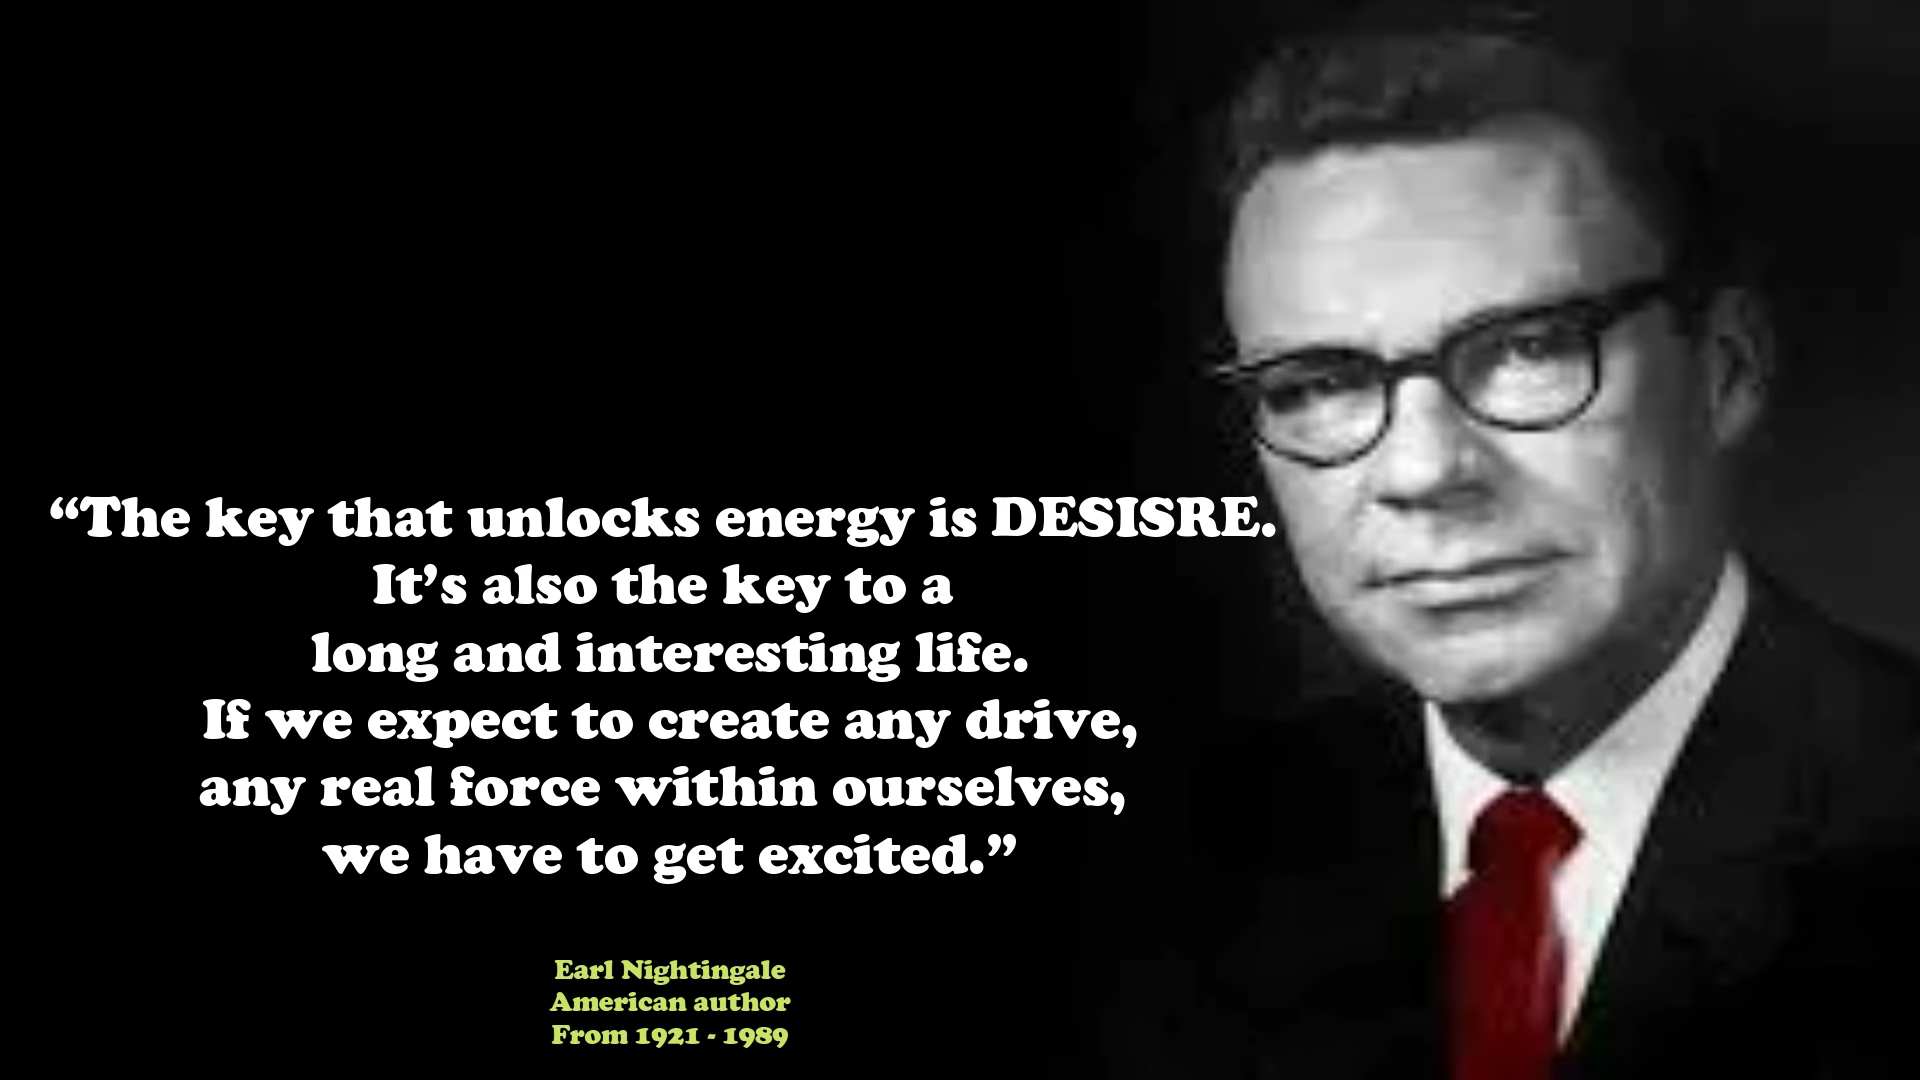 “The key that unlocks energy is DESISRE.
It’s also the key to a
long and interesting life.
If we expect to create any drive,
any real force within ourselves,
we have to get excited.”
Earl Nightingale
American author
From 1921 - 1989